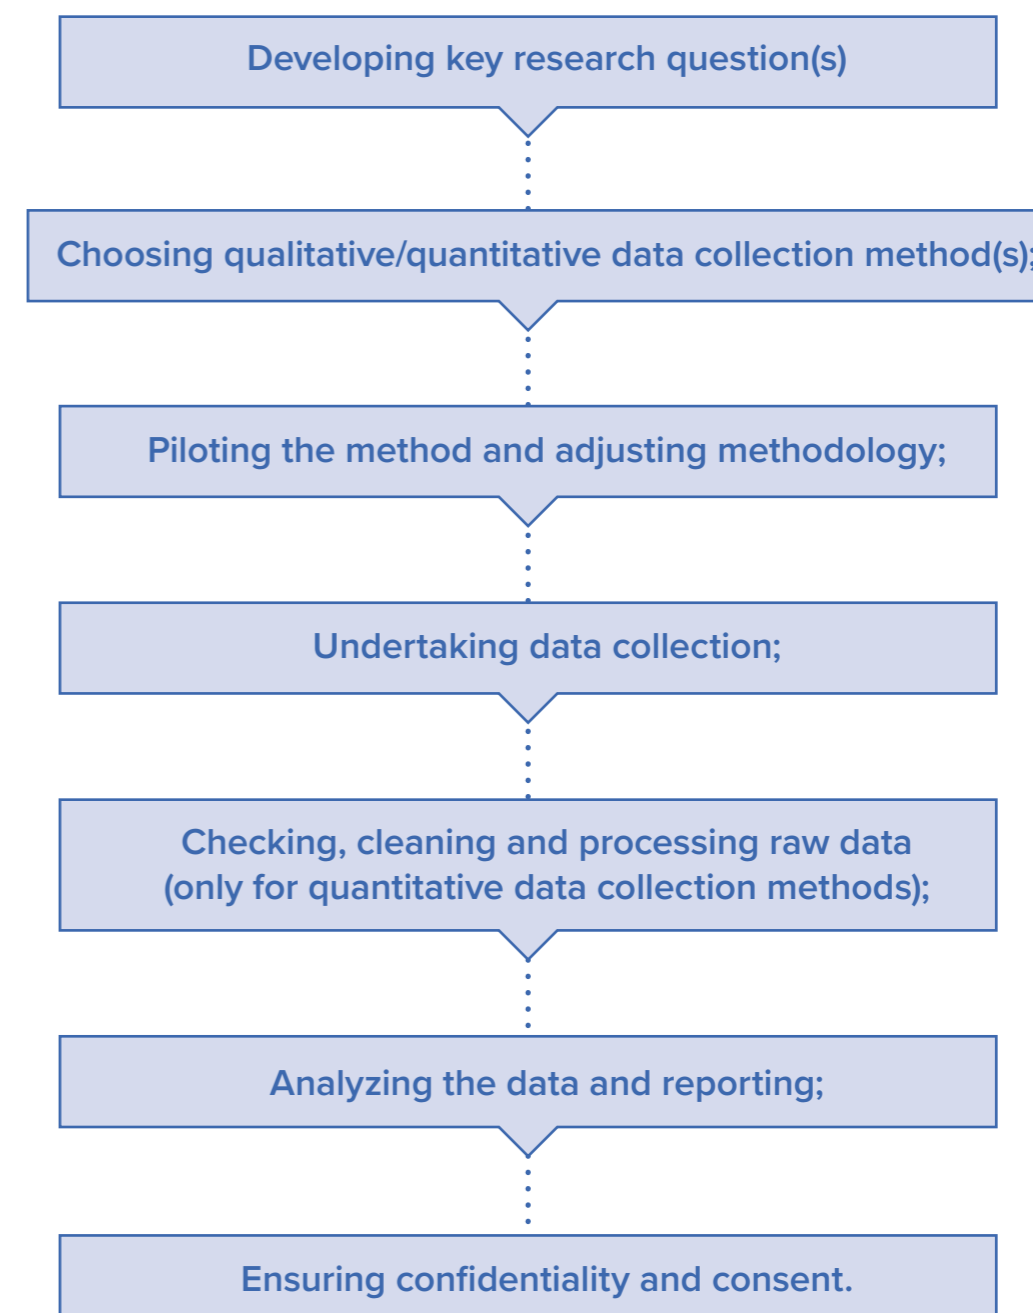 Developing key research question(s)
Choosing qualitative/quantitative data collection method(s);
Piloting the method and adjusting methodology;
Undertaking data collection;
Checking, cleaning and processing raw data
(only for quantitative data collection methods);
Analyzing the data and reporting;
Ensuring confidentiality and consent.